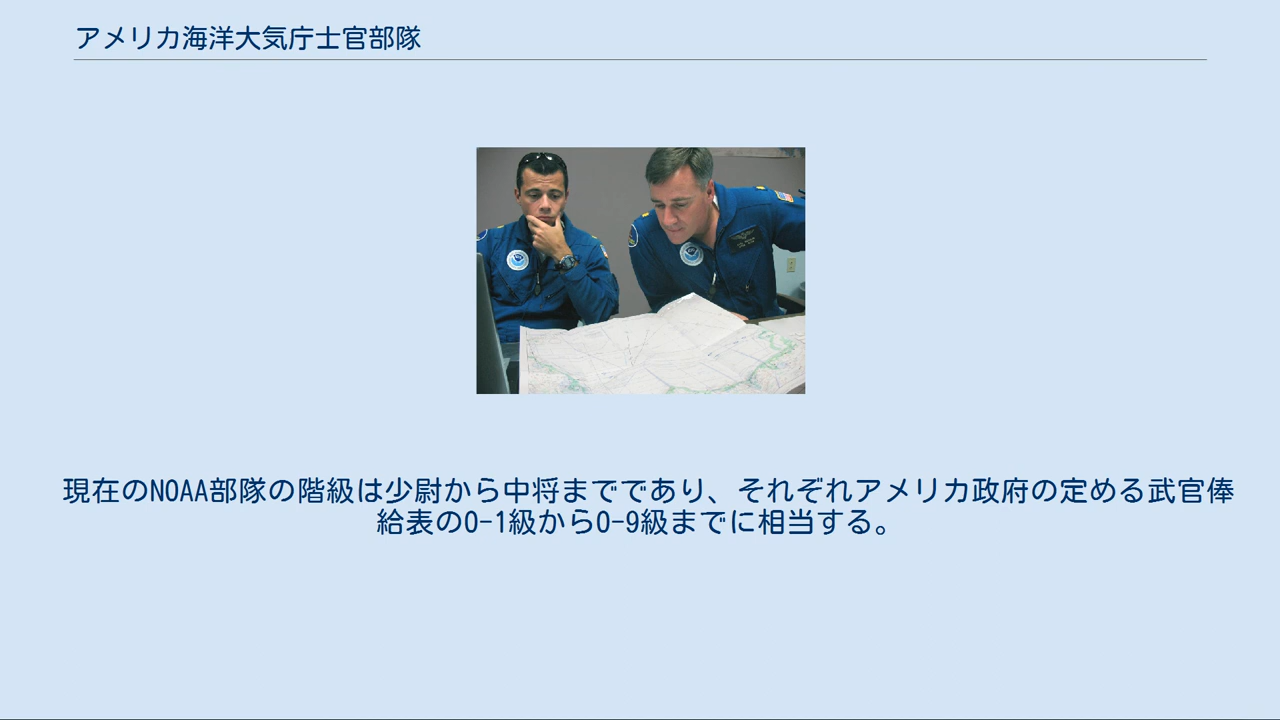 アメリカ海洋大気庁士官部隊
現在のNOAA部隊の階級は少尉から中将までであり、それぞれアメリカ政府の定める武官俸
給表のO-1級からO-9級までに相当する。